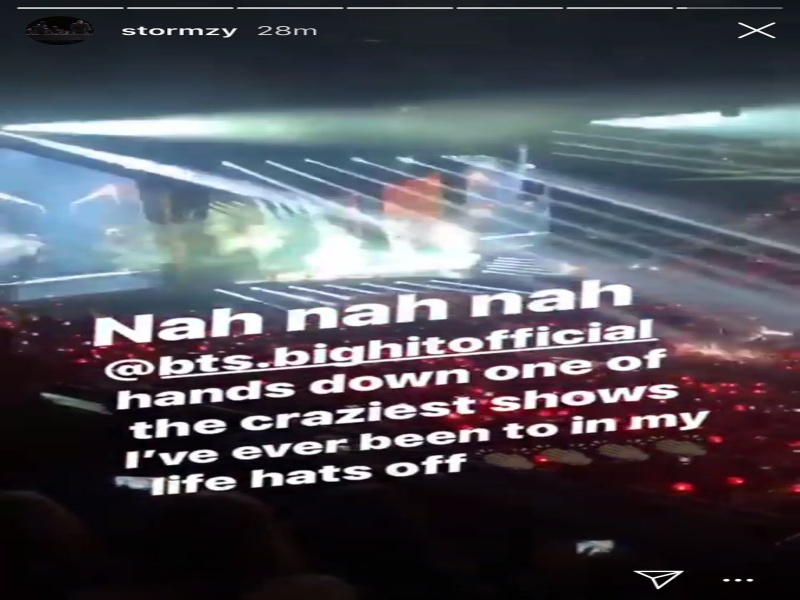 stormzy 28m
Nah nah nah
@bts.bighitofficial
hands down one of
the craziest shows
I've ever been to in my
life hats off 👏🏽👏🏽👏🏽👏🏽